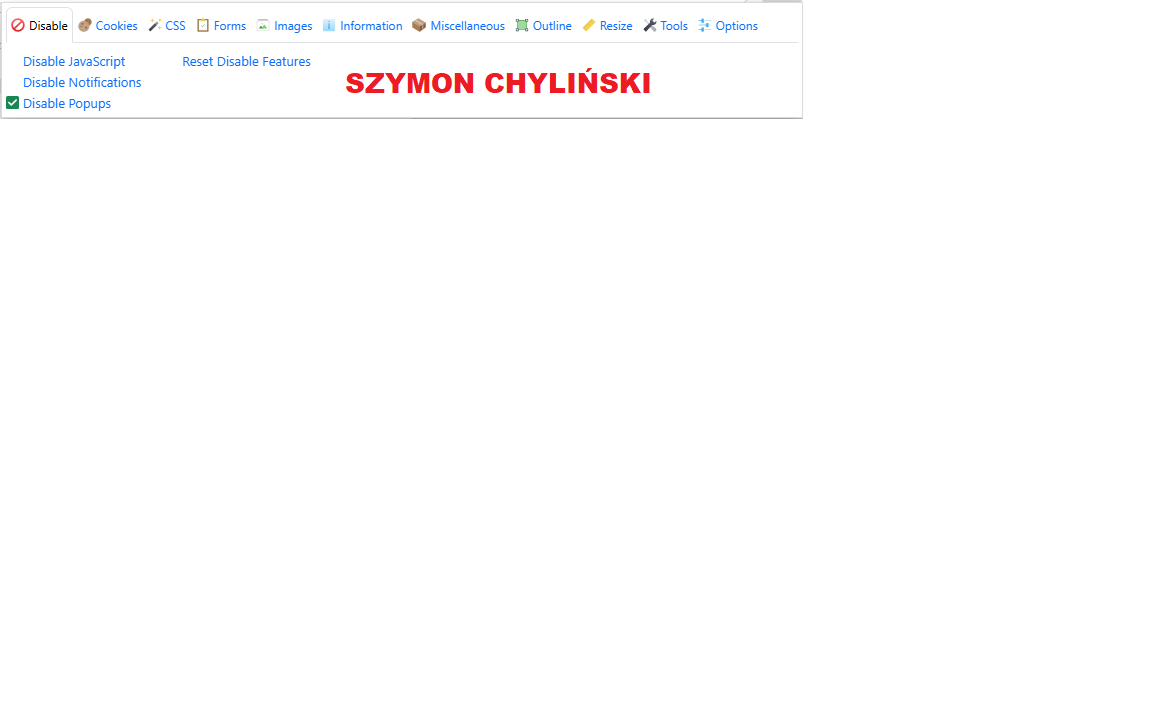 Disable Cookies CSS Forms Images Information Miscellaneous Outline Resize Tools Options
Disable JavaScript Reset Disable Features
Disable Notifications
SZYMON CHYLIŃSKI
Disable Popups